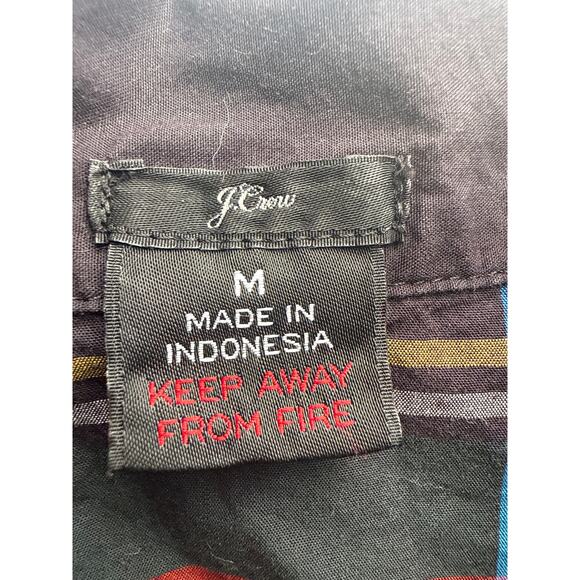 J.Crew
M
MADE IN
INDONESIA
KEEP AWAY
FROM FIRE